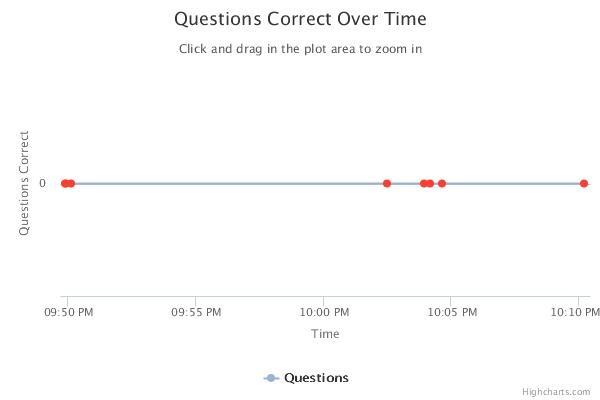 Questions Correct Over Time
Click and drag in the plot area to zoom in
Questions Correct
0
09:50 PM 09:55 PM 10:00 PM 10:05 PM 10:10 PM
Time
Questions
Highcharts.com